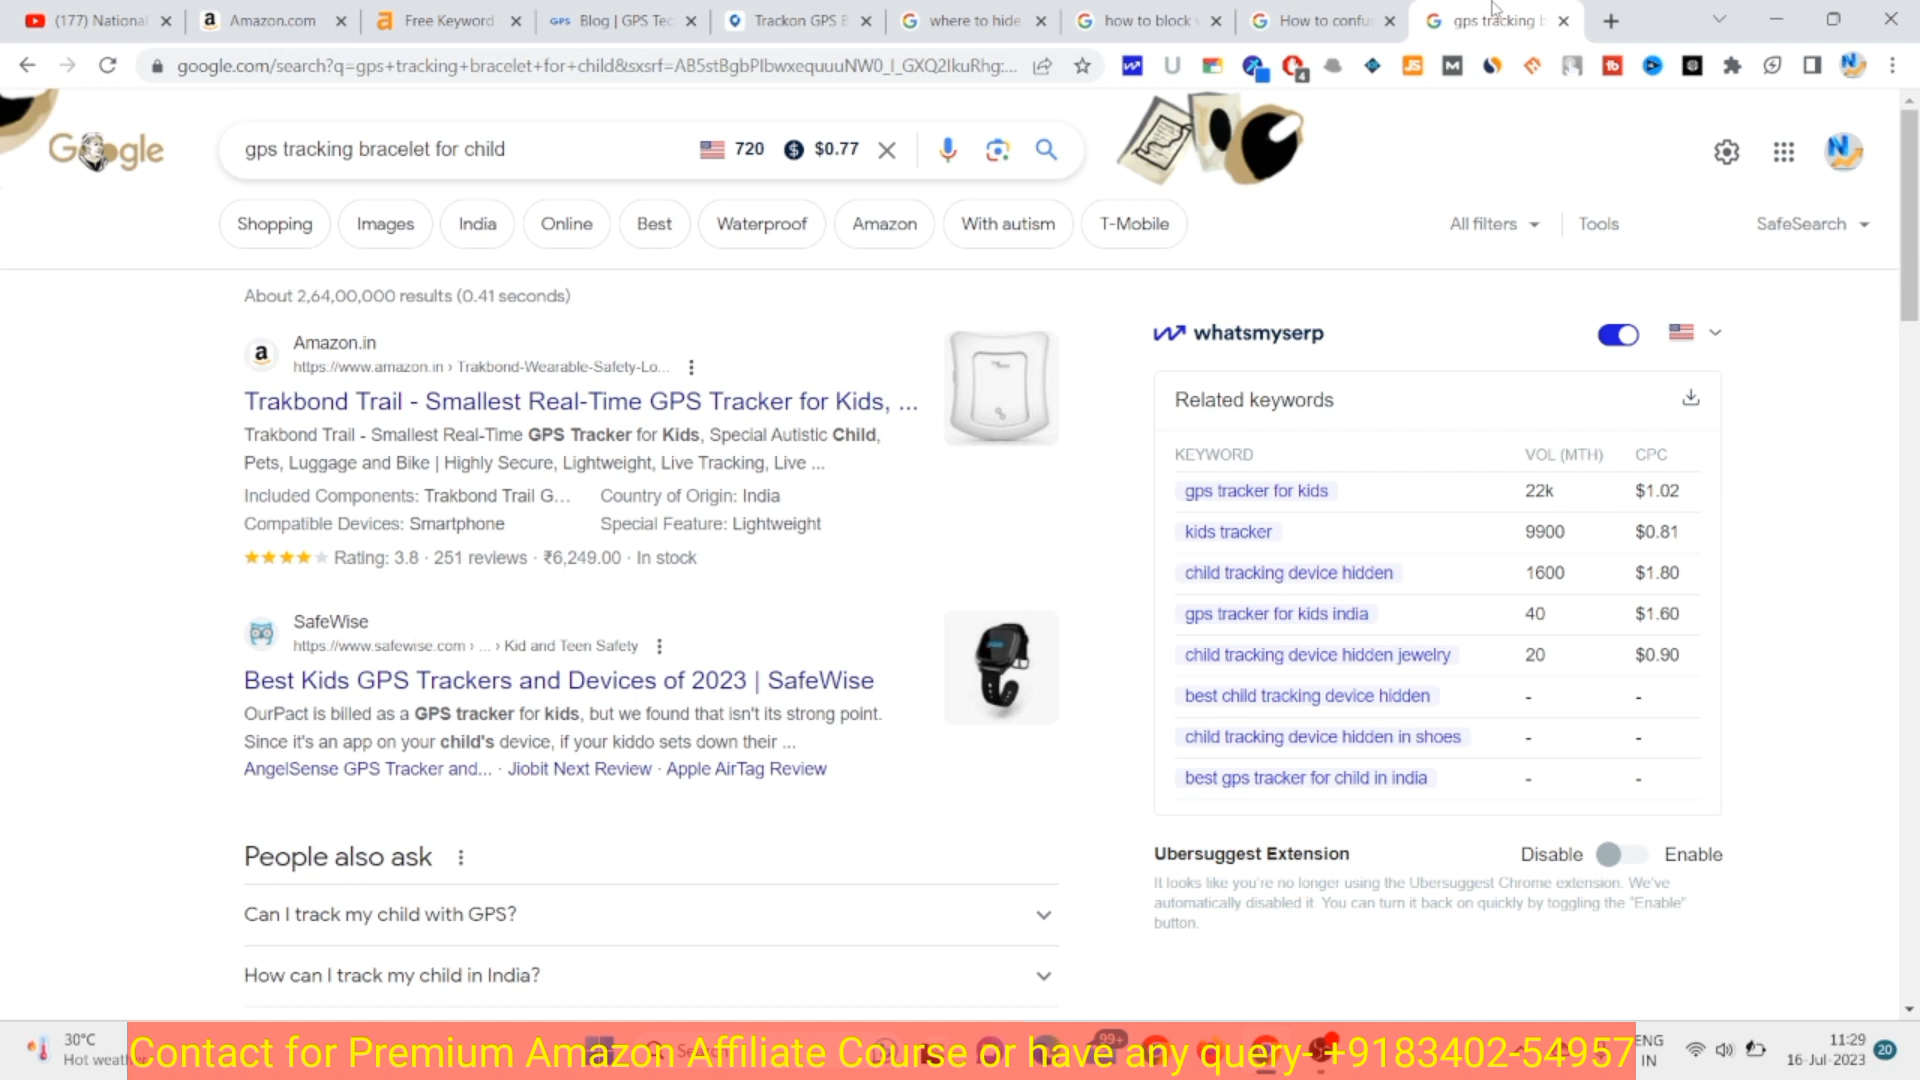 (177) National
Amazon.com
Free Keyword
GPS Blog | GPS Tec
Trackon GPS B
where to hide
how to block
How to confus
gps tracking b
google.com/search?q=gps+tracking+bracelet+for+child&sxsrf=AB5stBgbPIbwxequuuNW0_l_GXQ2IkuRhg:...
Google
gps tracking bracelet for child
720
$0.77
Shopping
Images
India
Online
Best
Waterproof
Amazon
With autism
T-Mobile
All filters
Tools
SafeSearch
About 2,64,00,000 results (0.41 seconds)
Amazon.in
https://www.amazon.in › Trakbond-Wearable-Safety-Lo...
Trakbond Trail - Smallest Real-Time GPS Tracker for Kids, ...
Trakbond Trail - Smallest Real-Time GPS Tracker for Kids, Special Autistic Child,
Pets, Luggage and Bike | Highly Secure, Lightweight, Live Tracking, Live ...
Included Components: Trakbond Trail G... Country of Origin: India
Compatible Devices: Smartphone Special Feature: Lightweight
Rating: 3.8 · 251 reviews · ₹6,249.00 · In stock
SafeWise
https://www.safewise.com › ... › Kid and Teen Safety
Best Kids GPS Trackers and Devices of 2023 | SafeWise
OurPact is billed as a GPS tracker for kids, but we found that isn't its strong point.
Since it's an app on your child's device, if your kiddo sets down their ...
AngelSense GPS Tracker and... · Jiobit Next Review · Apple AirTag Review
People also ask
Can I track my child with GPS?
How can I track my child in India?
whatsmyserp
Related keywords
KEYWORD VOL (MTH) CPC
gps tracker for kids 22k $1.02
kids tracker 9900 $0.81
child tracking device hidden 1600 $1.80
gps tracker for kids india 40 $1.60
child tracking device hidden jewelry 20 $0.90
best child tracking device hidden - -
child tracking device hidden in shoes - -
best gps tracker for child in india - -
Ubersuggest Extension Disable Enable
It looks like you're no longer using the Ubersuggest Chrome extension. We've
automatically disabled it. You can turn it back on quickly by toggling the "Enable"
button.
30°C
Hot weather
Contact for Premium Amazon Affiliate Course or have any query- +9183402-54957
99+
ENG
IN
11:29
16-Jul-2023
20